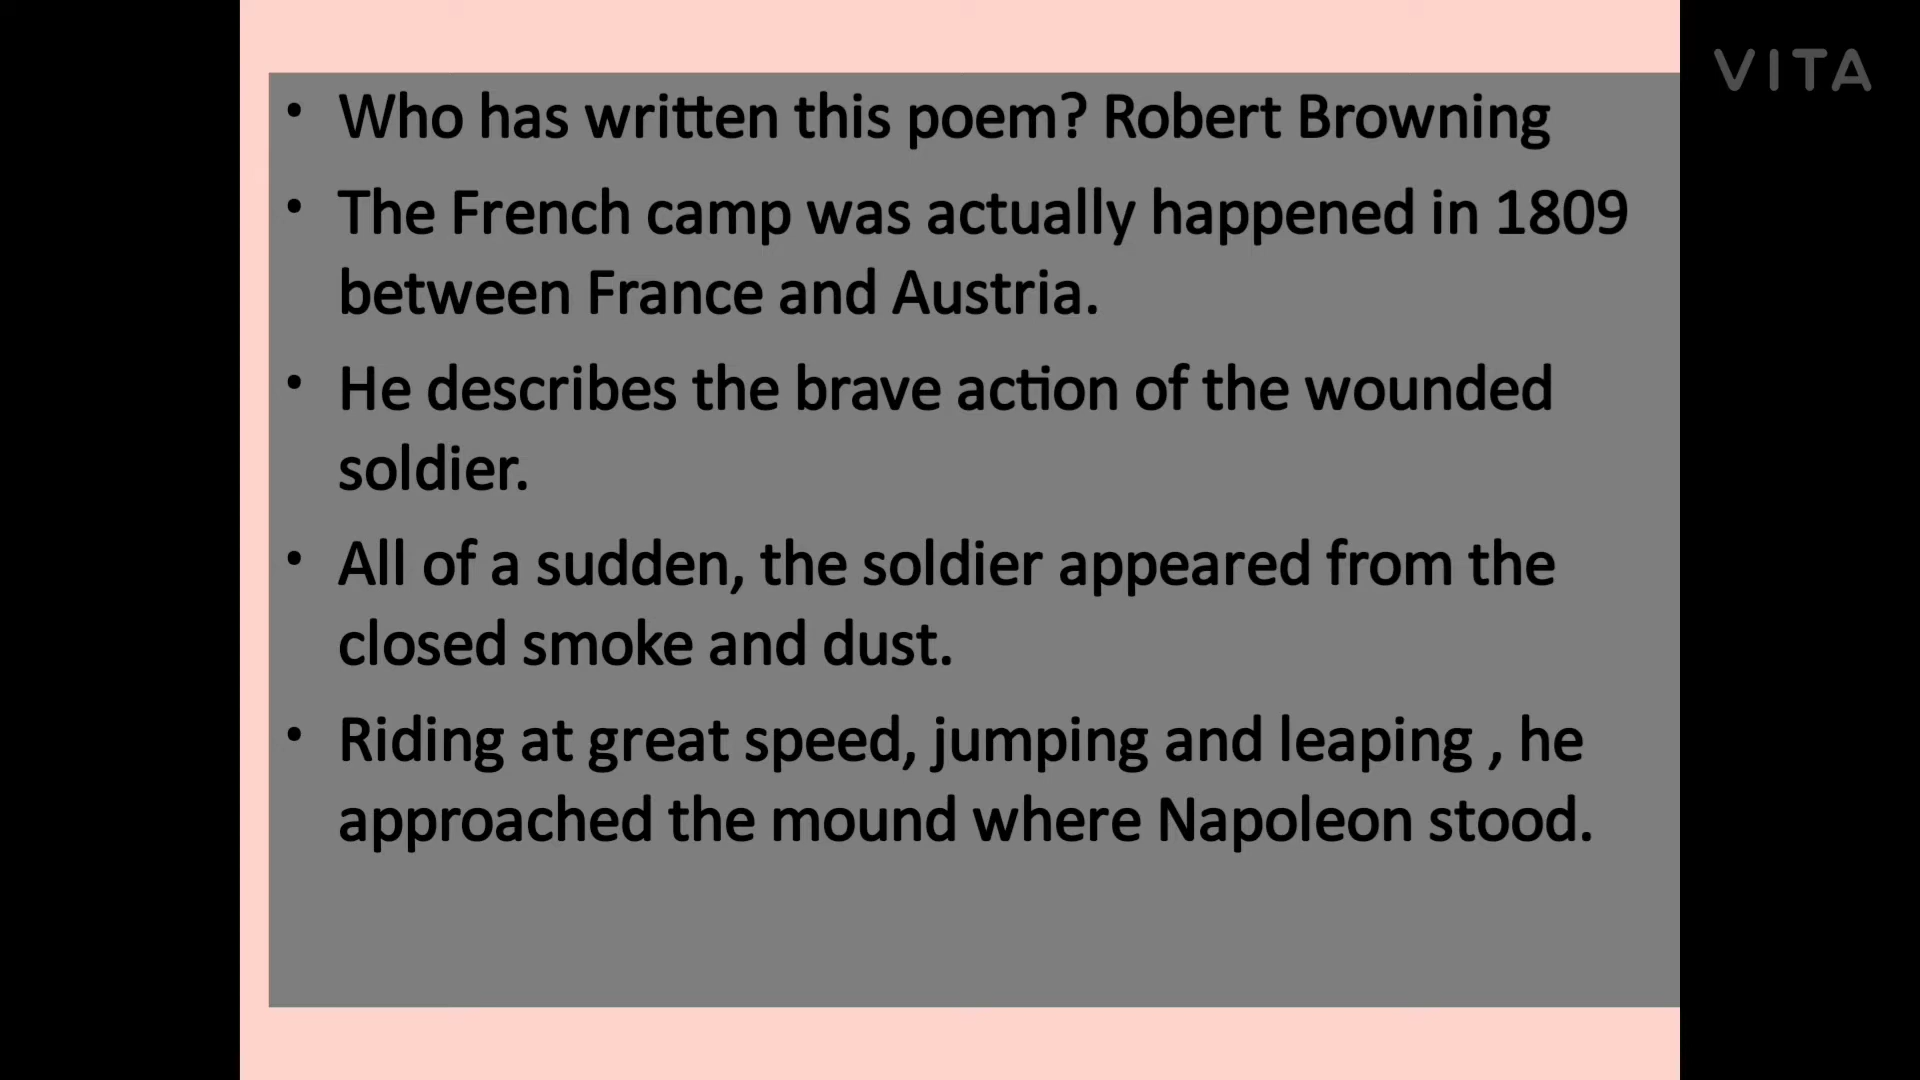 VITA
• Who has written this poem? Robert Browning
• The French camp was actually happened in 1809
between France and Austria.
• He describes the brave action of the wounded
soldier.
• All of a sudden, the soldier appeared from the
closed smoke and dust.
• Riding at great speed, jumping and leaping , he
approached the mound where Napoleon stood.